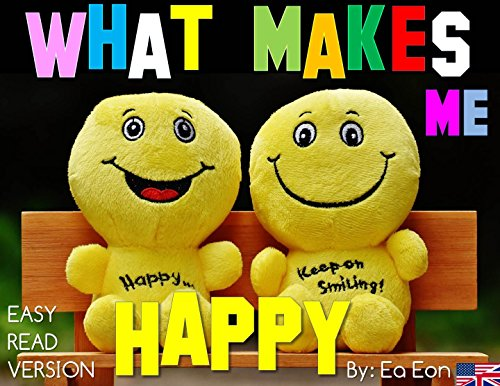 WHAT MAKES
ME
Happy...
Keep on
Smiling!
EASY
READ
VERSION
HAPPY
By: Ea Eon